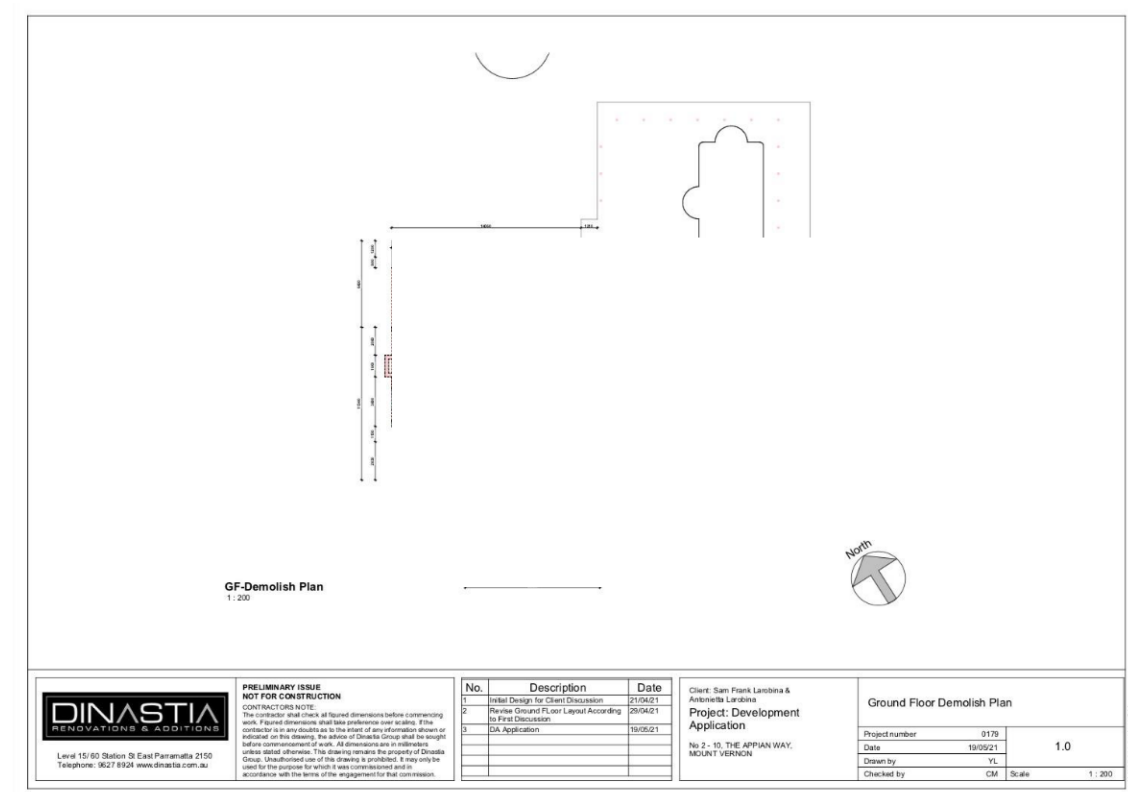 North
GF-Demolish Plan
1 : 200
DINASTIA
RENOVATIONS & ADDITIONS
Level 15/ 60 Station St East Parramatta 2150
Telephone: 9627 8924 www.dinastia.com.au
PRELIMINARY ISSUE
NOT FOR CONSTRUCTION
CONTRACTORS NOTE:
The contractor shall check all figured dimensions before commencing
work. Figured dimensions shall take preference over scaling. If the
contractor is in any doubts as to the intent of any information shown or
indicated on this drawing, the advice of Dinastia Group shall be sought
before commencement of work. All dimensions are in millimeters
unless stated otherwise. This drawing remains the property of Dinastia
Group. Unauthorised use of this drawing is prohibited. It may only be
used for the purpose for which it was commissioned and in
accordance with the terms of the engagement for that commission.
No. Description Date
1 Initial Design for Client Discussion 21/04/21
2 Revise Ground FLoor Layout According 29/04/21
to First Discussion
3 DA Application 19/05/21
Client: Sam Frank Larobina &
Antonietta Larobina
Project: Development
Application
No 2 - 10, THE APPIAN WAY,
MOUNT VERNON
Ground Floor Demolish Plan
Project number 0179
Date 19/05/21
Drawn by YL
Checked by CM
1.0
Scale 1 : 200